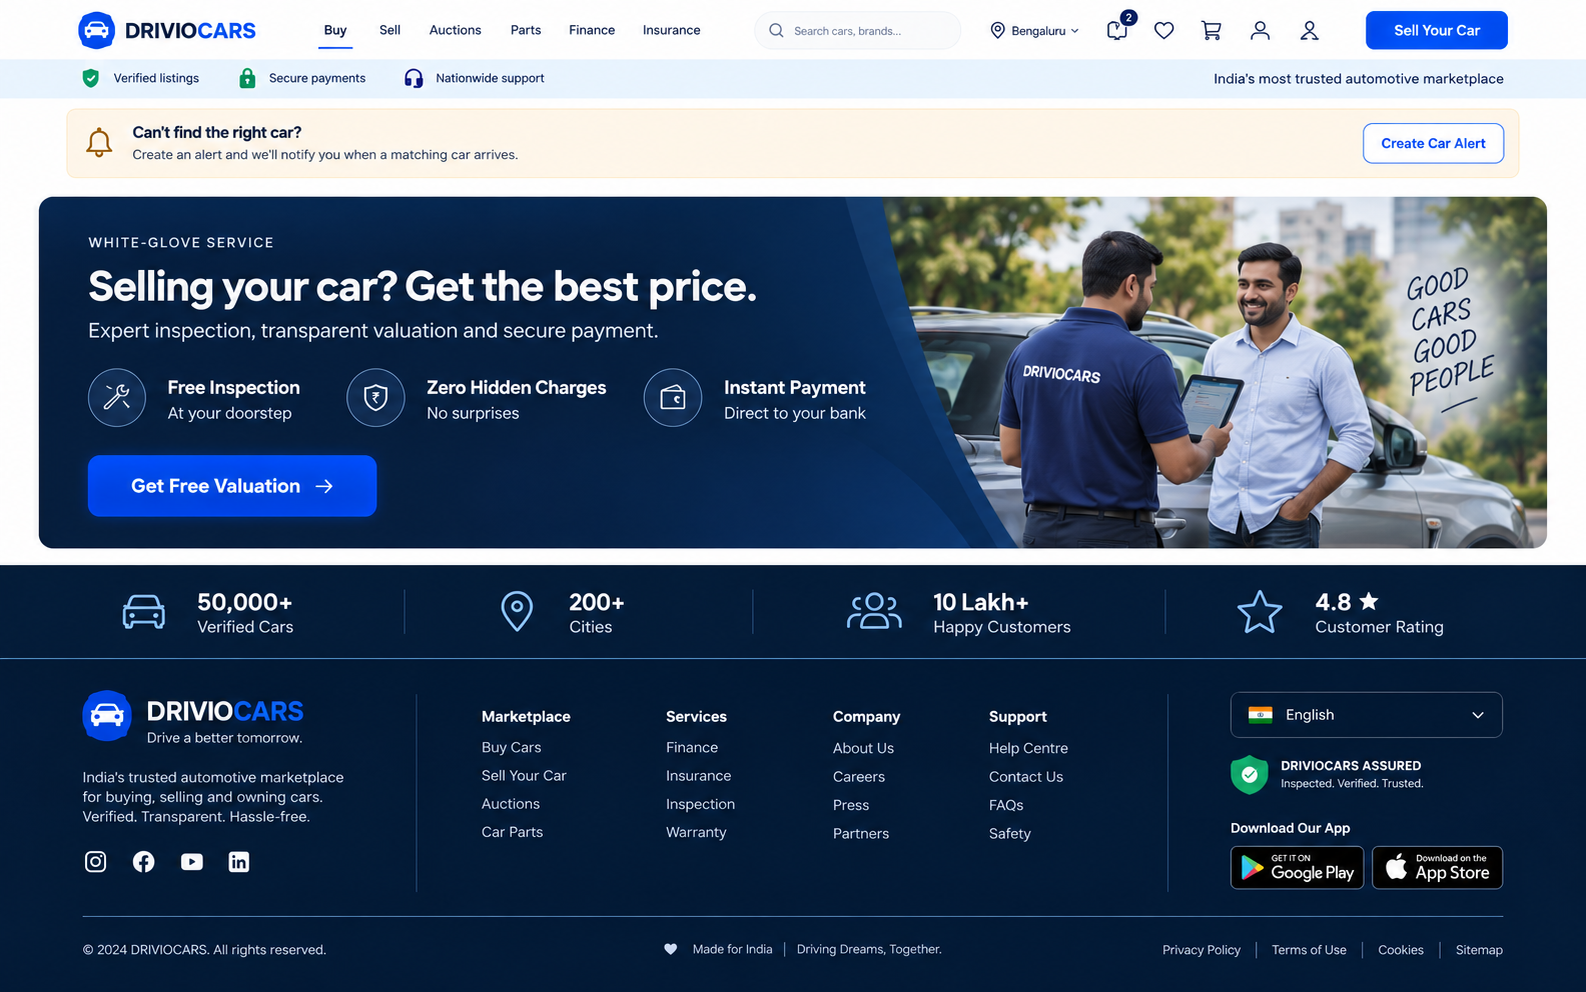 DRIVIOCARS
Buy
Sell
Auctions
Parts
Finance
Insurance
Search cars, brands...
Bengaluru
2
Sell Your Car
Verified listings
Secure payments
Nationwide support
India's most trusted automotive marketplace
Can't find the right car?
Create an alert and we'll notify you when a matching car arrives.
Create Car Alert
WHITE-GLOVE SERVICE
Selling your car? Get the best price.
Expert inspection, transparent valuation and secure payment.
Free Inspection
At your doorstep
₹
Zero Hidden Charges
No surprises
Instant Payment
Direct to your bank
Get Free Valuation
DRIVIOCARS
GOOD
CARS
GOOD
PEOPLE
50,000+
Verified Cars
200+
Cities
10 Lakh+
Happy Customers
4.8 ★
Customer Rating
DRIVIOCARS
Drive a better tomorrow.
India's trusted automotive marketplace
for buying, selling and owning cars.
Verified. Transparent. Hassle-free.
Marketplace
Buy Cars
Sell Your Car
Auctions
Car Parts
Services
Finance
Insurance
Inspection
Warranty
Company
About Us
Careers
Press
Partners
Support
Help Centre
Contact Us
FAQs
Safety
English
DRIVIOCARS ASSURED
Inspected. Verified. Trusted.
Download Our App
GET IT ON
Google Play
Download on the
App Store
© 2024 DRIVIOCARS. All rights reserved.
Made for India | Driving Dreams, Together.
Privacy Policy | Terms of Use | Cookies | Sitemap